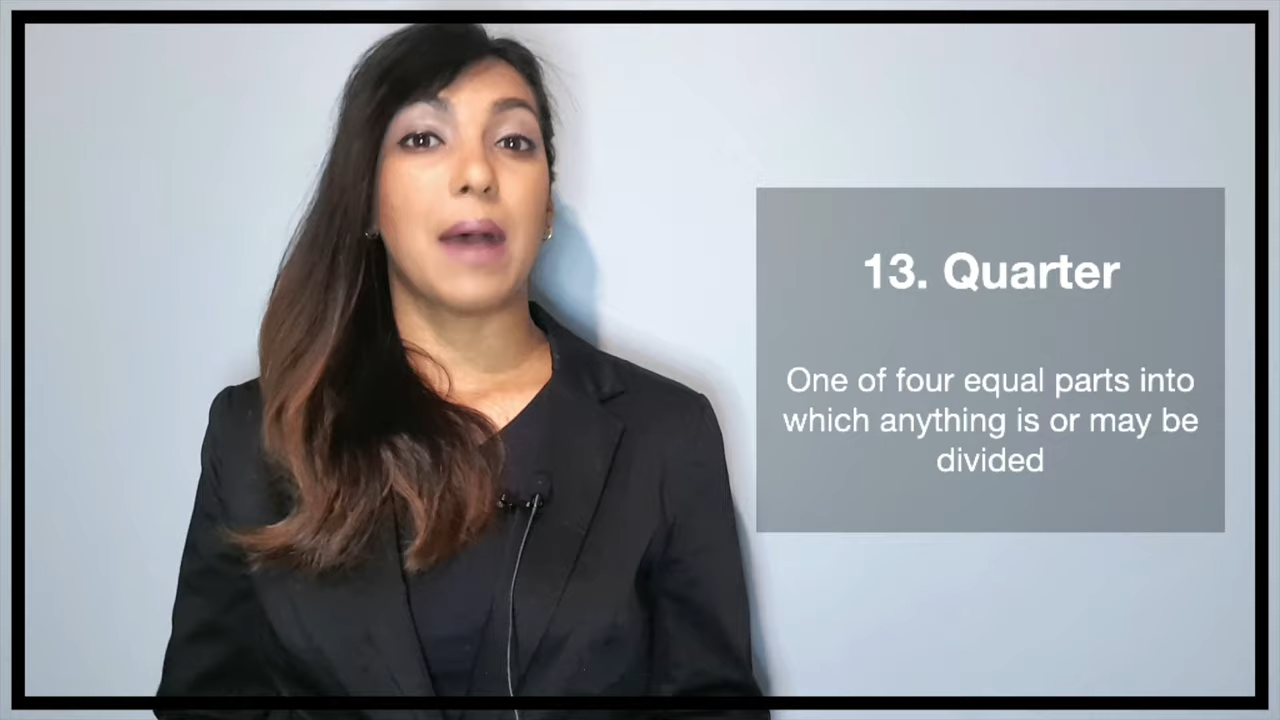 13. Quarter
One of four equal parts into
which anything is or may be
divided